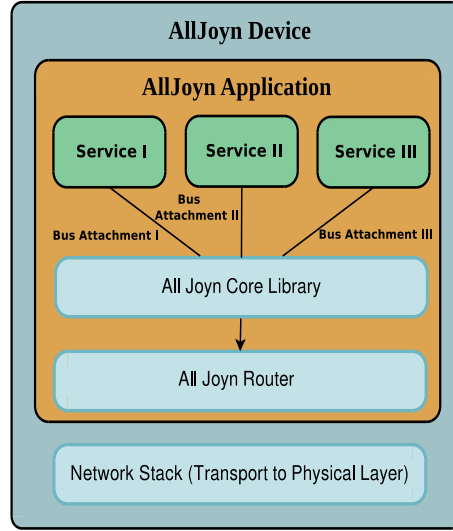 AllJoyn Device
AllJoyn Application
Service I
Service II
Service III
Bus
Attachment II
Bus Attachment I
Bus Attachment III
All Joyn Core Library
All Joyn Router
Network Stack (Transport to Physical Layer)